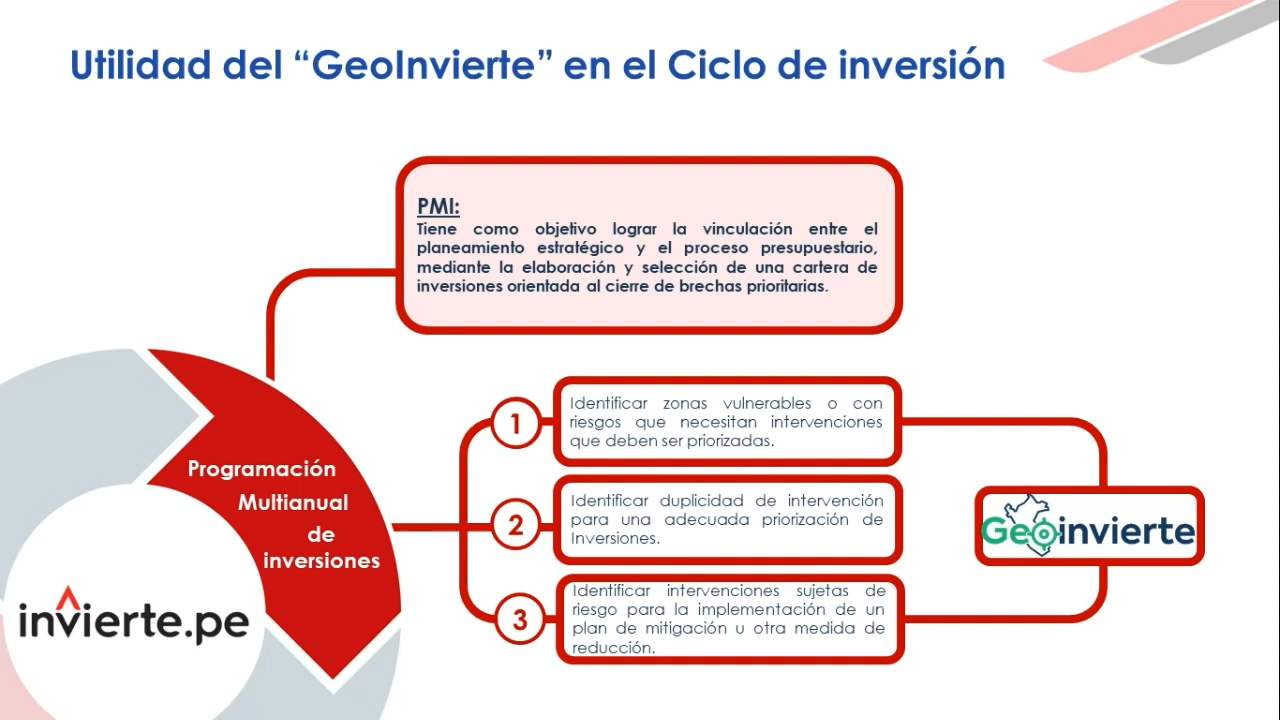 Utilidad del “GeoInvierte” en el Ciclo de inversión
PMI:
Tiene como objetivo lograr la vinculación entre el
planeamiento estratégico y el proceso presupuestario,
mediante la elaboración y selección de una cartera de
inversiones orientada al cierre de brechas prioritarias.
Programación
Multianual
de
inversiones
invierte.pe
1
Identificar zonas vulnerables o con
riesgos que necesitan intervenciones
que deben ser priorizadas.
2
Identificar duplicidad de intervención
para una adecuada priorización de
Inversiones.
3
Identificar intervenciones sujetas de
riesgo para la implementación de un
plan de mitigación u otra medida de
reducción.
Geoinvierte